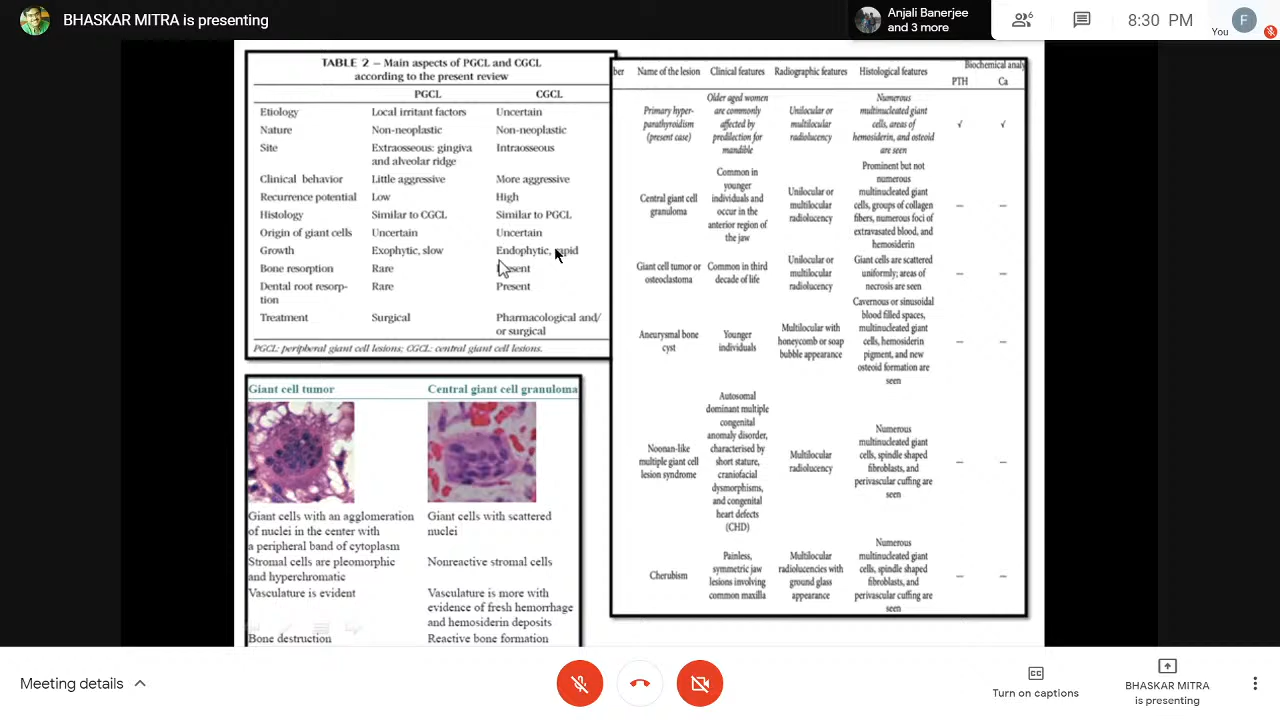 BHASKAR MITRA is presenting
Anjali Banerjee
and 3 more
6
8:30 PM
You
F
TABLE 2 – Main aspects of PGCL and CGCL
according to the present review
PGCL CGCL
Etiology Local irritant factors Uncertain
Nature Non-neoplastic Non-neoplastic
Site Extraosseous: gingiva Intraosseous
and alveolar ridge
Clinical behavior Little aggressive More aggressive
Recurrence potential Low High
Histology Similar to CGCL Similar to PGCL
Origin of giant cells Uncertain Uncertain
Growth Exophytic, slow Endophytic, rapid
Bone resorption Rare Present
Dental root resorp- Rare Present
tion
Treatment Surgical Pharmacological and/
or surgical
PGCL: peripheral giant cell lesions; CGCL: central giant cell lesions.
Giant cell tumor Central giant cell granuloma
Giant cells with an agglomeration Giant cells with scattered
of nuclei in the center with nuclei
a peripheral band of cytoplasm
Stromal cells are pleomorphic Nonreactive stromal cells
and hyperchromatic
Vasculature is evident Vasculature is more with
evidence of fresh hemorrhage
and hemosiderin deposits
Bone destruction Reactive bone formation
Biochemical analy
ber Name of the lesion Clinical features Radiographic features Histological features
PTH Ca
Older aged women Numerous
Primary hyper- are commonly Unilocular or multinucleated giant
parathyroidism affected by multilocular cells, areas of √ √
(present case) predilection for radiolucency hemosiderin, and osteoid
mandible are seen
Prominent but not
Common in numerous
younger multinucleated giant
Central giant cell individuals and Unilocular or cells, groups of collagen – –
granuloma occur in the multilocular fibers, numerous foci of
anterior region of radiolucency extravasated blood, and
the jaw hemosiderin
Giant cell tumor or Common in third Unilocular or Giant cells are scattered
osteoclastoma decade of life multilocular uniformly; areas of – –
radiolucency necrosis are seen
Cavernous or sinusoidal
blood filled spaces,
Aneurysmal bone Younger Multilocular with multinucleated giant
cyst individuals honeycomb or soap cells, hemosiderin – –
bubble appearance pigment, and new
osteoid formation are
seen
Autosomal
dominant multiple
congenital
anomaly disorder, Numerous
Noonan-like characterised by Multilocular multinucleated giant
multiple giant cell short stature, radiolucency cells, spindle shaped – –
lesion syndrome craniofacial fibroblasts, and
dysmorphisms, perivascular cuffing are
and congenital seen
heart defects
(CHD)
Numerous
Painless, Multilocular multinucleated giant
Cherubism symmetric jaw radiolucencies with cells, spindle shaped – –
lesions involving ground glass fibroblasts, and
common maxilla appearance perivascular cuffing are
seen
Meeting details
Turn on captions
BHASKAR MITRA
is presenting